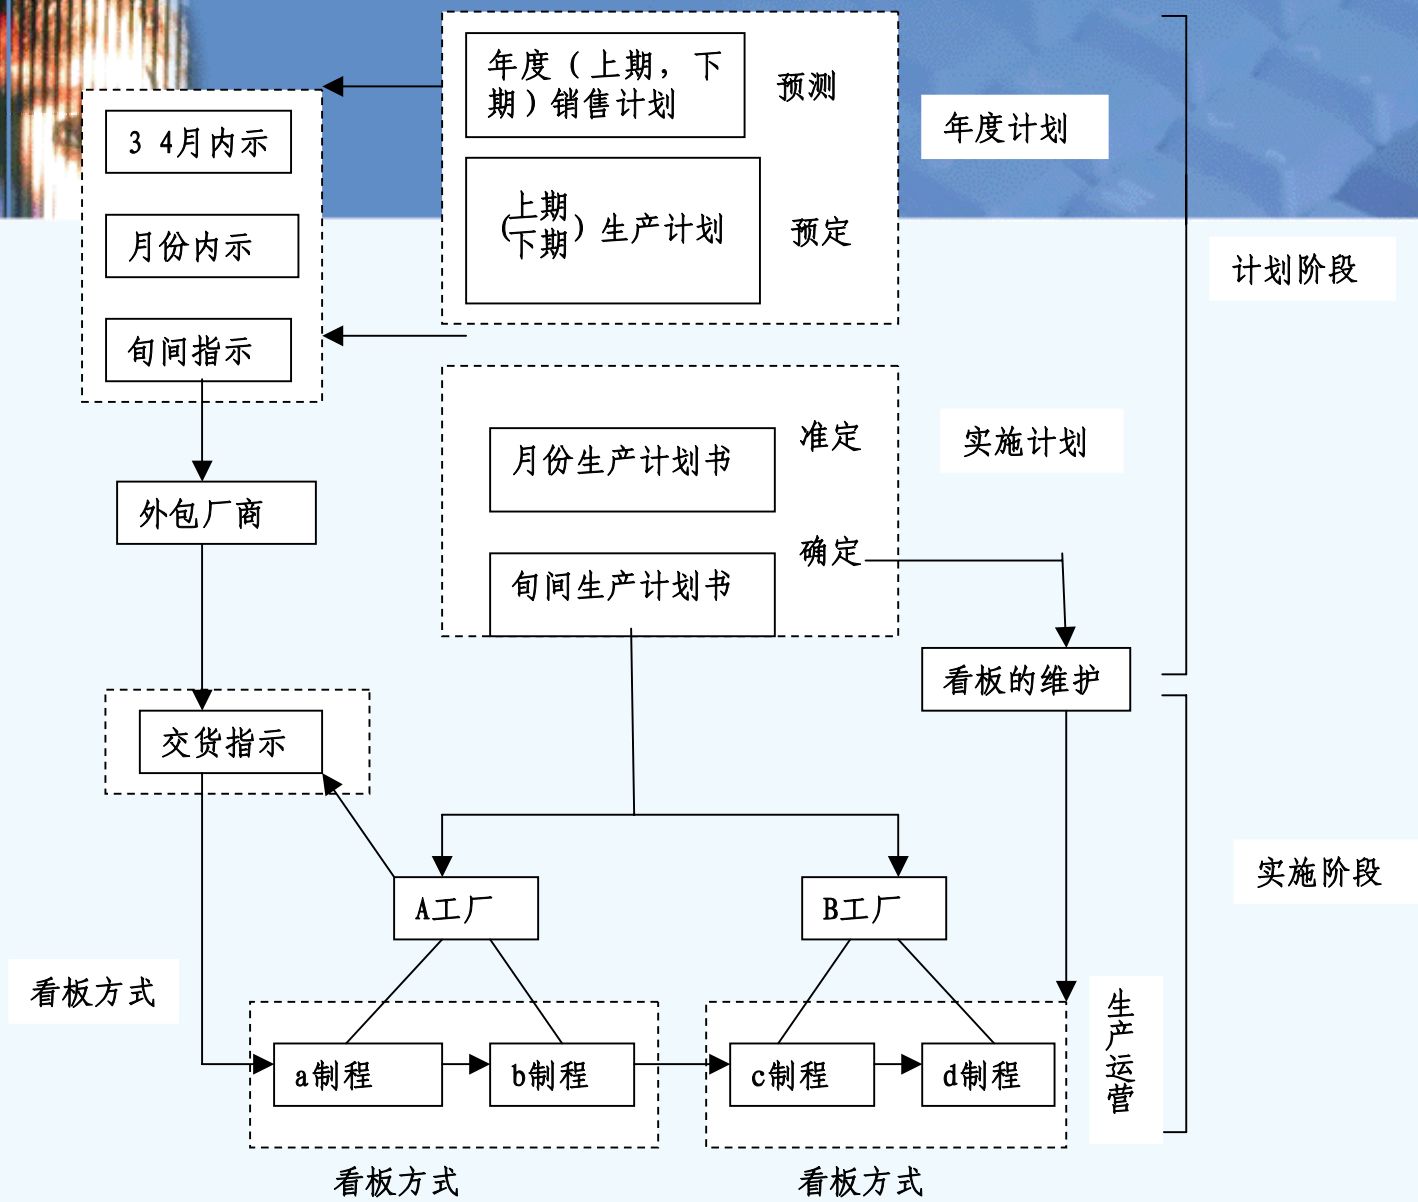 年度（上期，下
期）销售计划
预测
年度计划
3 4月内示
上期
（ ）生产计划
下期
预定
月份内示
计划阶段
旬间指示
准定
实施计划
月份生产计划书
外包厂商
确定
旬间生产计划书
看板的维护
交货指示
实施阶段
A工厂
B工厂
看板方式
生产运营
a制程
b制程
c制程
d制程
看板方式
看板方式